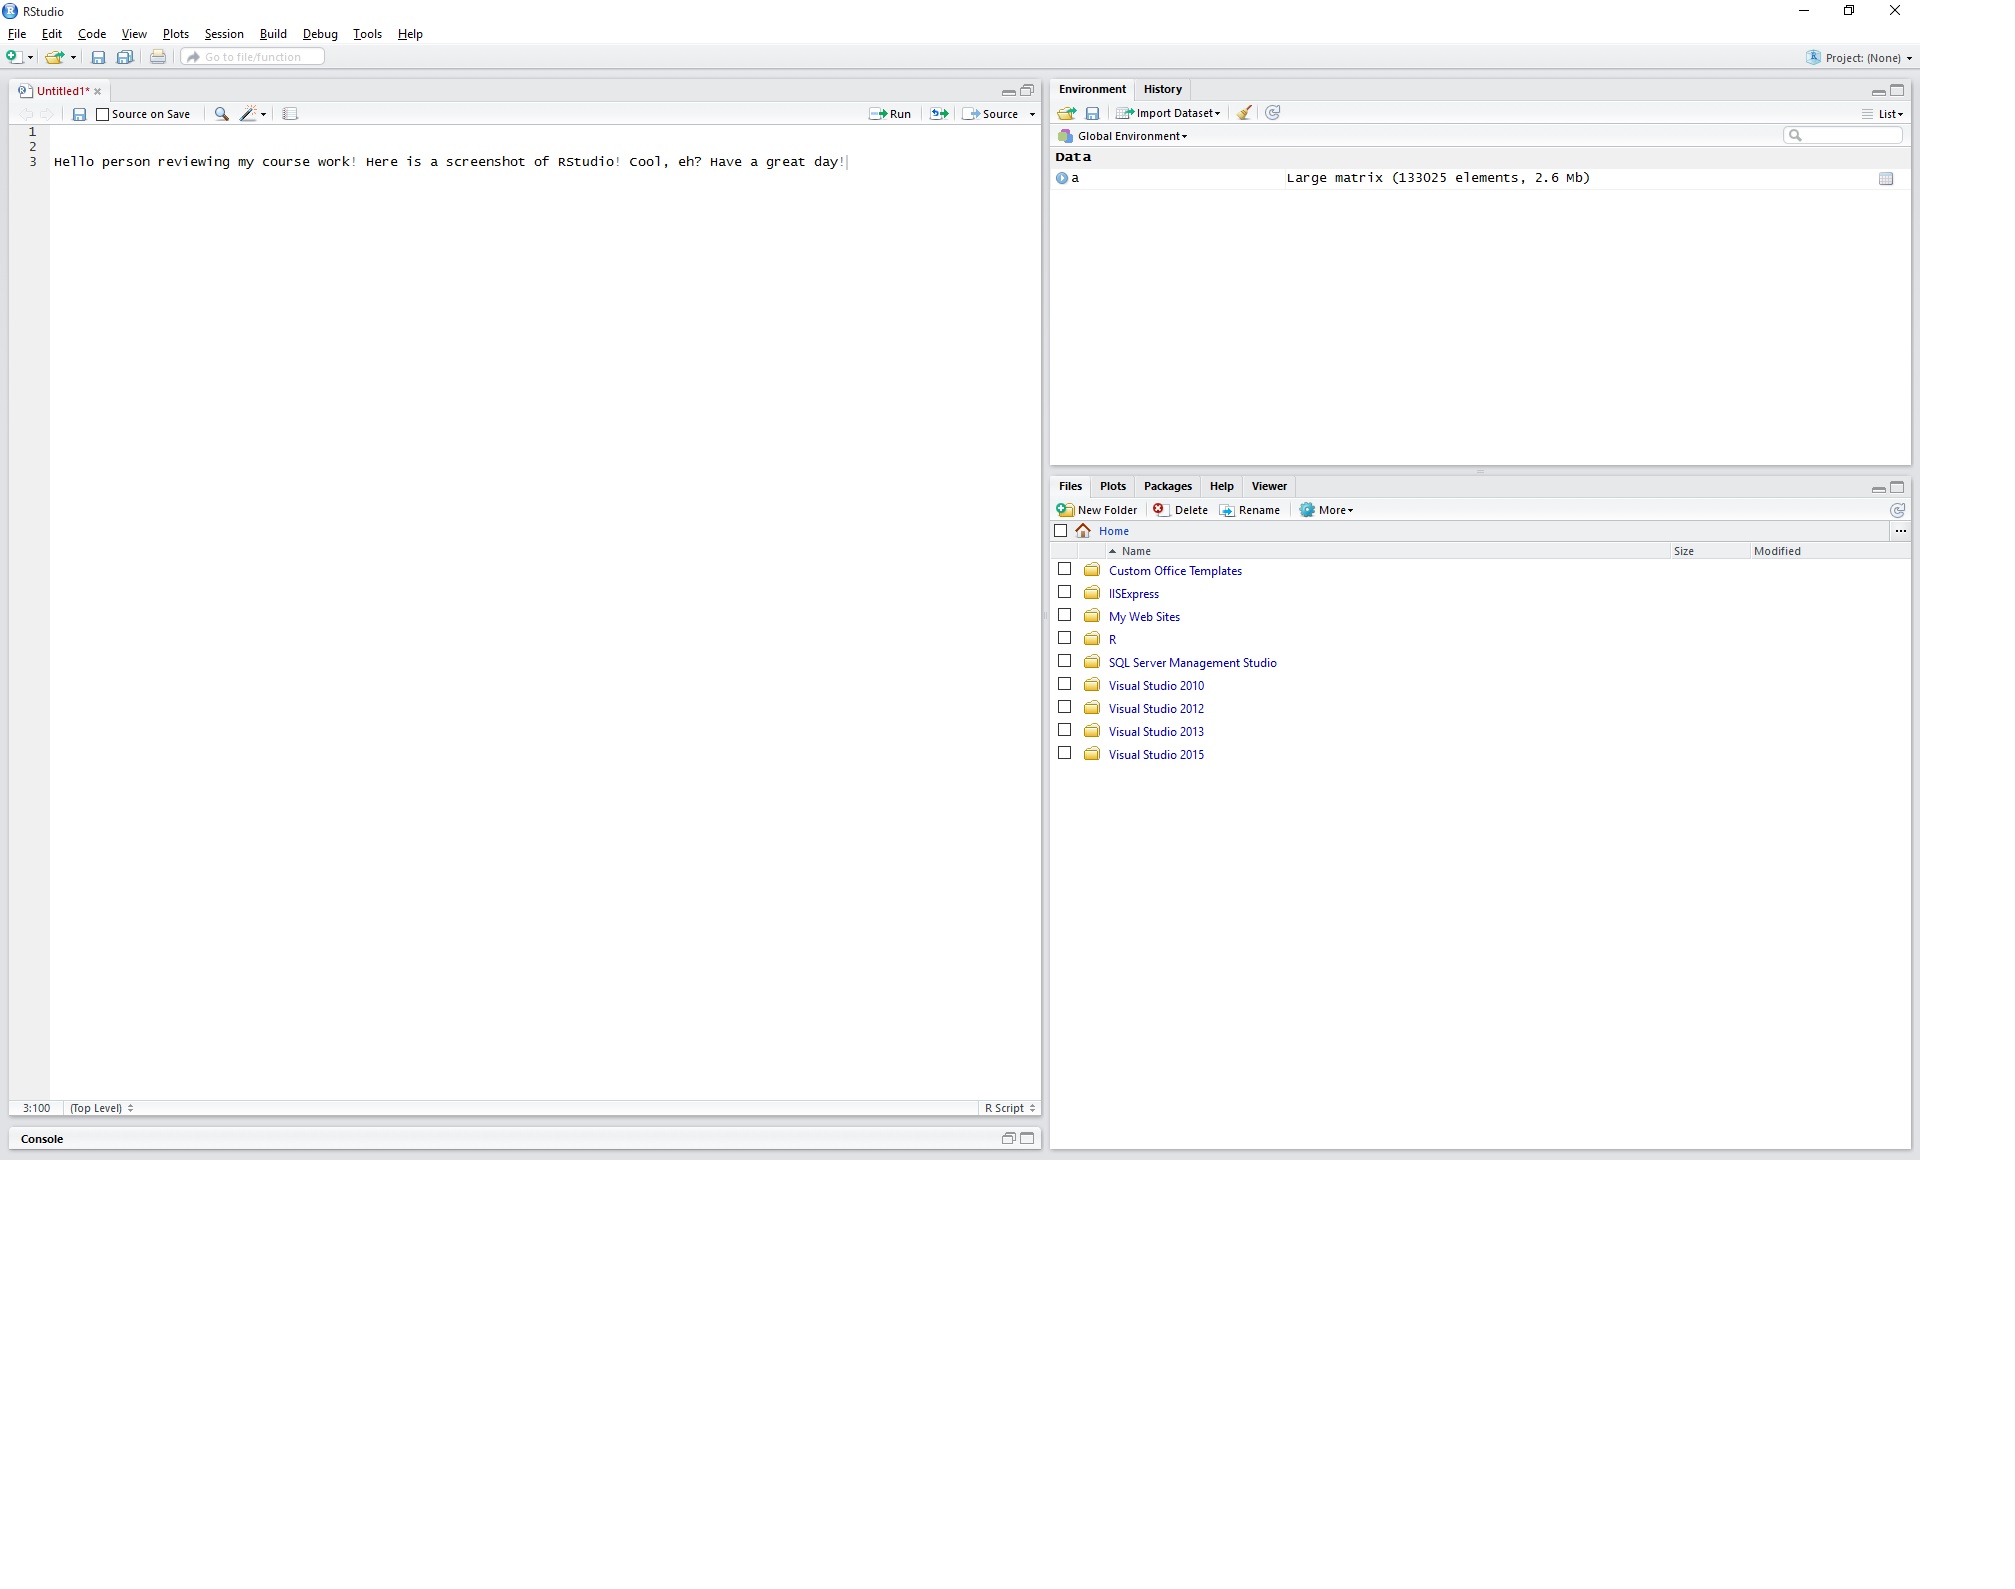 RStudio
File Edit Code View Plots Session Build Debug Tools Help
Go to file/function
Project: (None)
Untitled1*
Source on Save
Run
Source
1
2
3 Hello person reviewing my course work! Here is a screenshot of RStudio! Cool, eh? Have a great day!
3:100 (Top Level) R Script
Console
Environment History
Import Dataset
List
Global Environment
Data
a Large matrix (133025 elements, 2.6 Mb)
Files Plots Packages Help Viewer
New Folder Delete Rename More
Home ...
Name Size Modified
Custom Office Templates
IISExpress
My Web Sites
R
SQL Server Management Studio
Visual Studio 2010
Visual Studio 2012
Visual Studio 2013
Visual Studio 2015